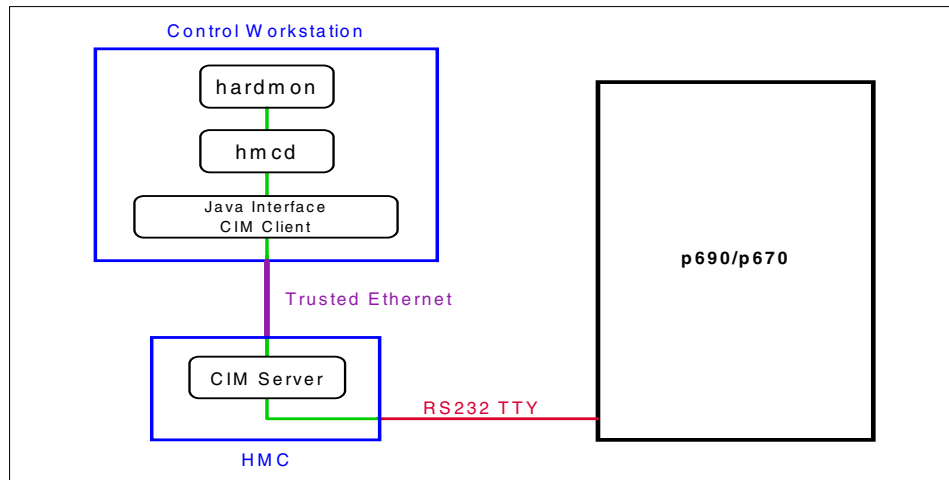 Control Workstation
hardmon
hmcd
Java Interface
CIM Client
p690/p670
Trusted Ethernet
CIM Server
RS232 TTY
HMC